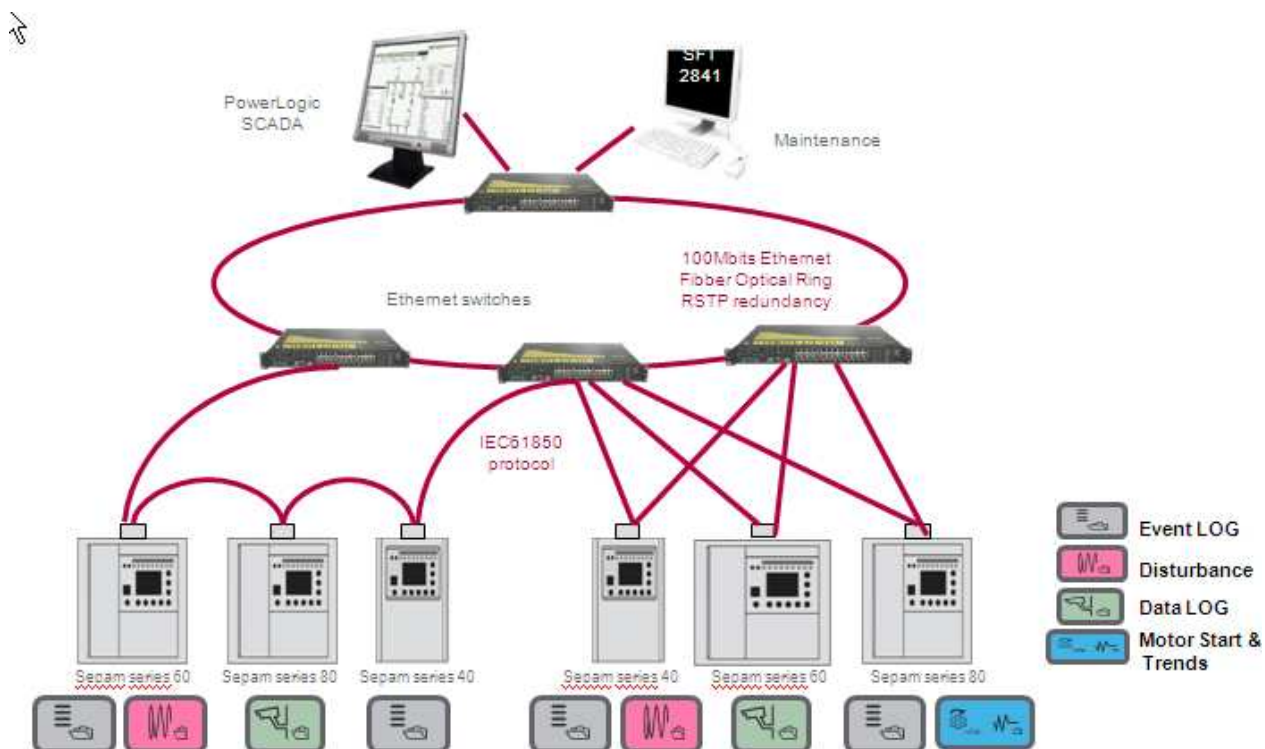 SFT
2841
PowerLogic
SCADA
Maintenance
100Mbits Ethernet
Fibber Optical Ring
RSTP redundancy
Ethernet switches
IEC61850
protocol
Event LOG
Disturbance
Data LOG
Motor Start &
Trends
Sepam series 60
Sepam series 80
Sepam series 40
Sepam series 40
Sepam series 60
Sepam series 80